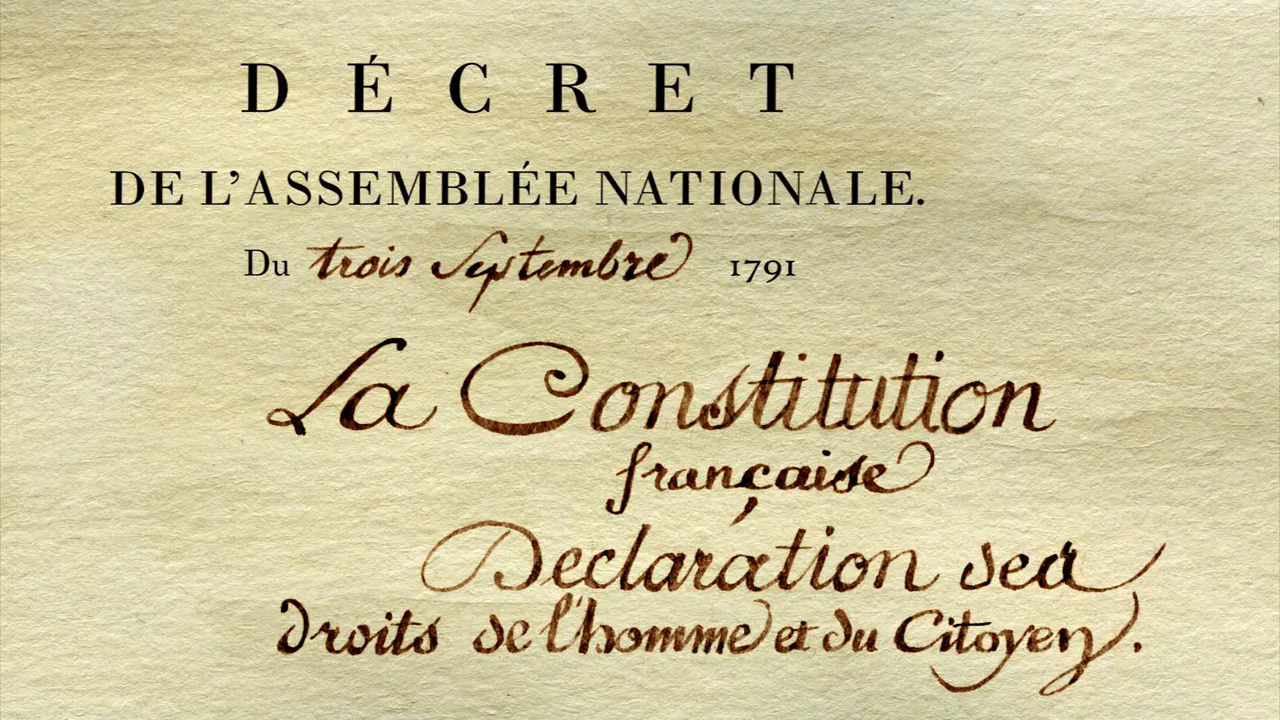 DÉCRET
DE L'ASSEMBLÉE NATIONALE.
Du trois Septembre 1791
La Constitution
française
Declaration des
droits de l'homme et du Citoyen.